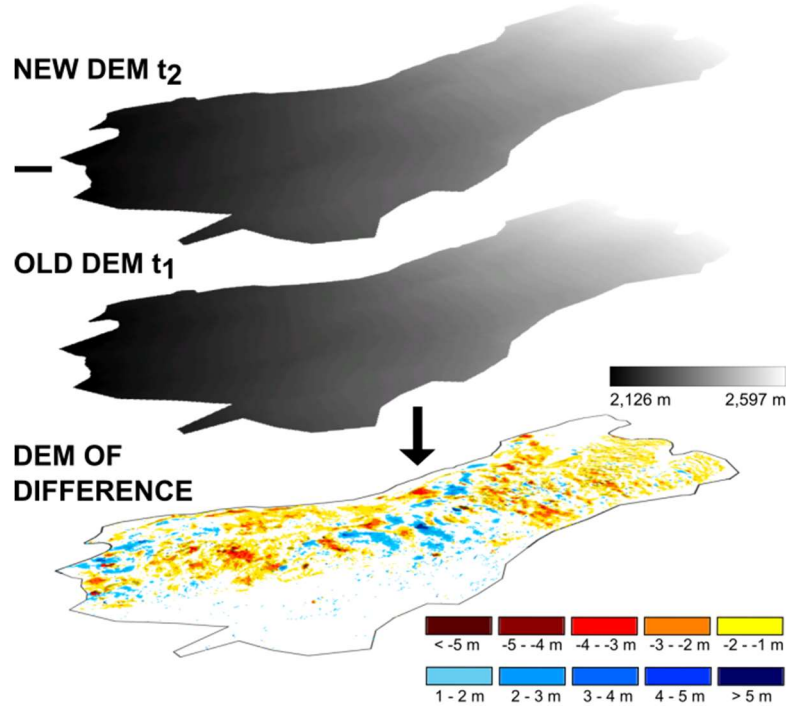 NEW DEM t2
OLD DEM t1
2,126 m 2,597 m
DEM OF
DIFFERENCE
< -5 m -5 - -4 m -4 - -3 m -3 - -2 m -2 - -1 m
1 - 2 m 2 - 3 m 3 - 4 m 4 - 5 m > 5 m